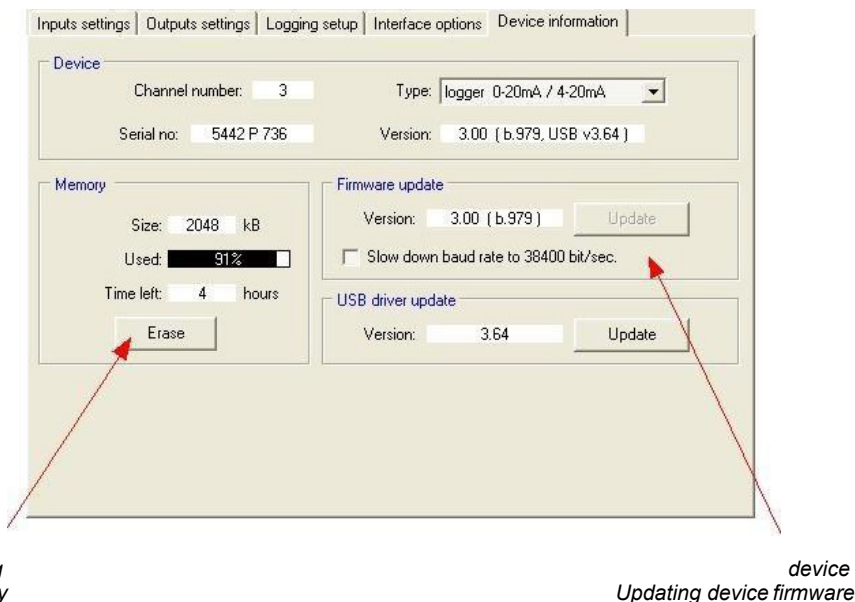 Inputs settings Outputs settings Logging setup Interface options Device information
Device
Channel number: 3 Type: logger 0-20mA / 4-20mA
Serial no: 5442 P 736 Version: 3.00 ( b.979, USB v3.64 )
Memory
Size: 2048 kB
Used: 91%
Time left: 4 hours
Erase
Firmware update
Version: 3.00 ( b.979 ) Update
Slow down baud rate to 38400 bit/sec.
USB driver update
Version: 3.64 Update
device
Updating device firmware